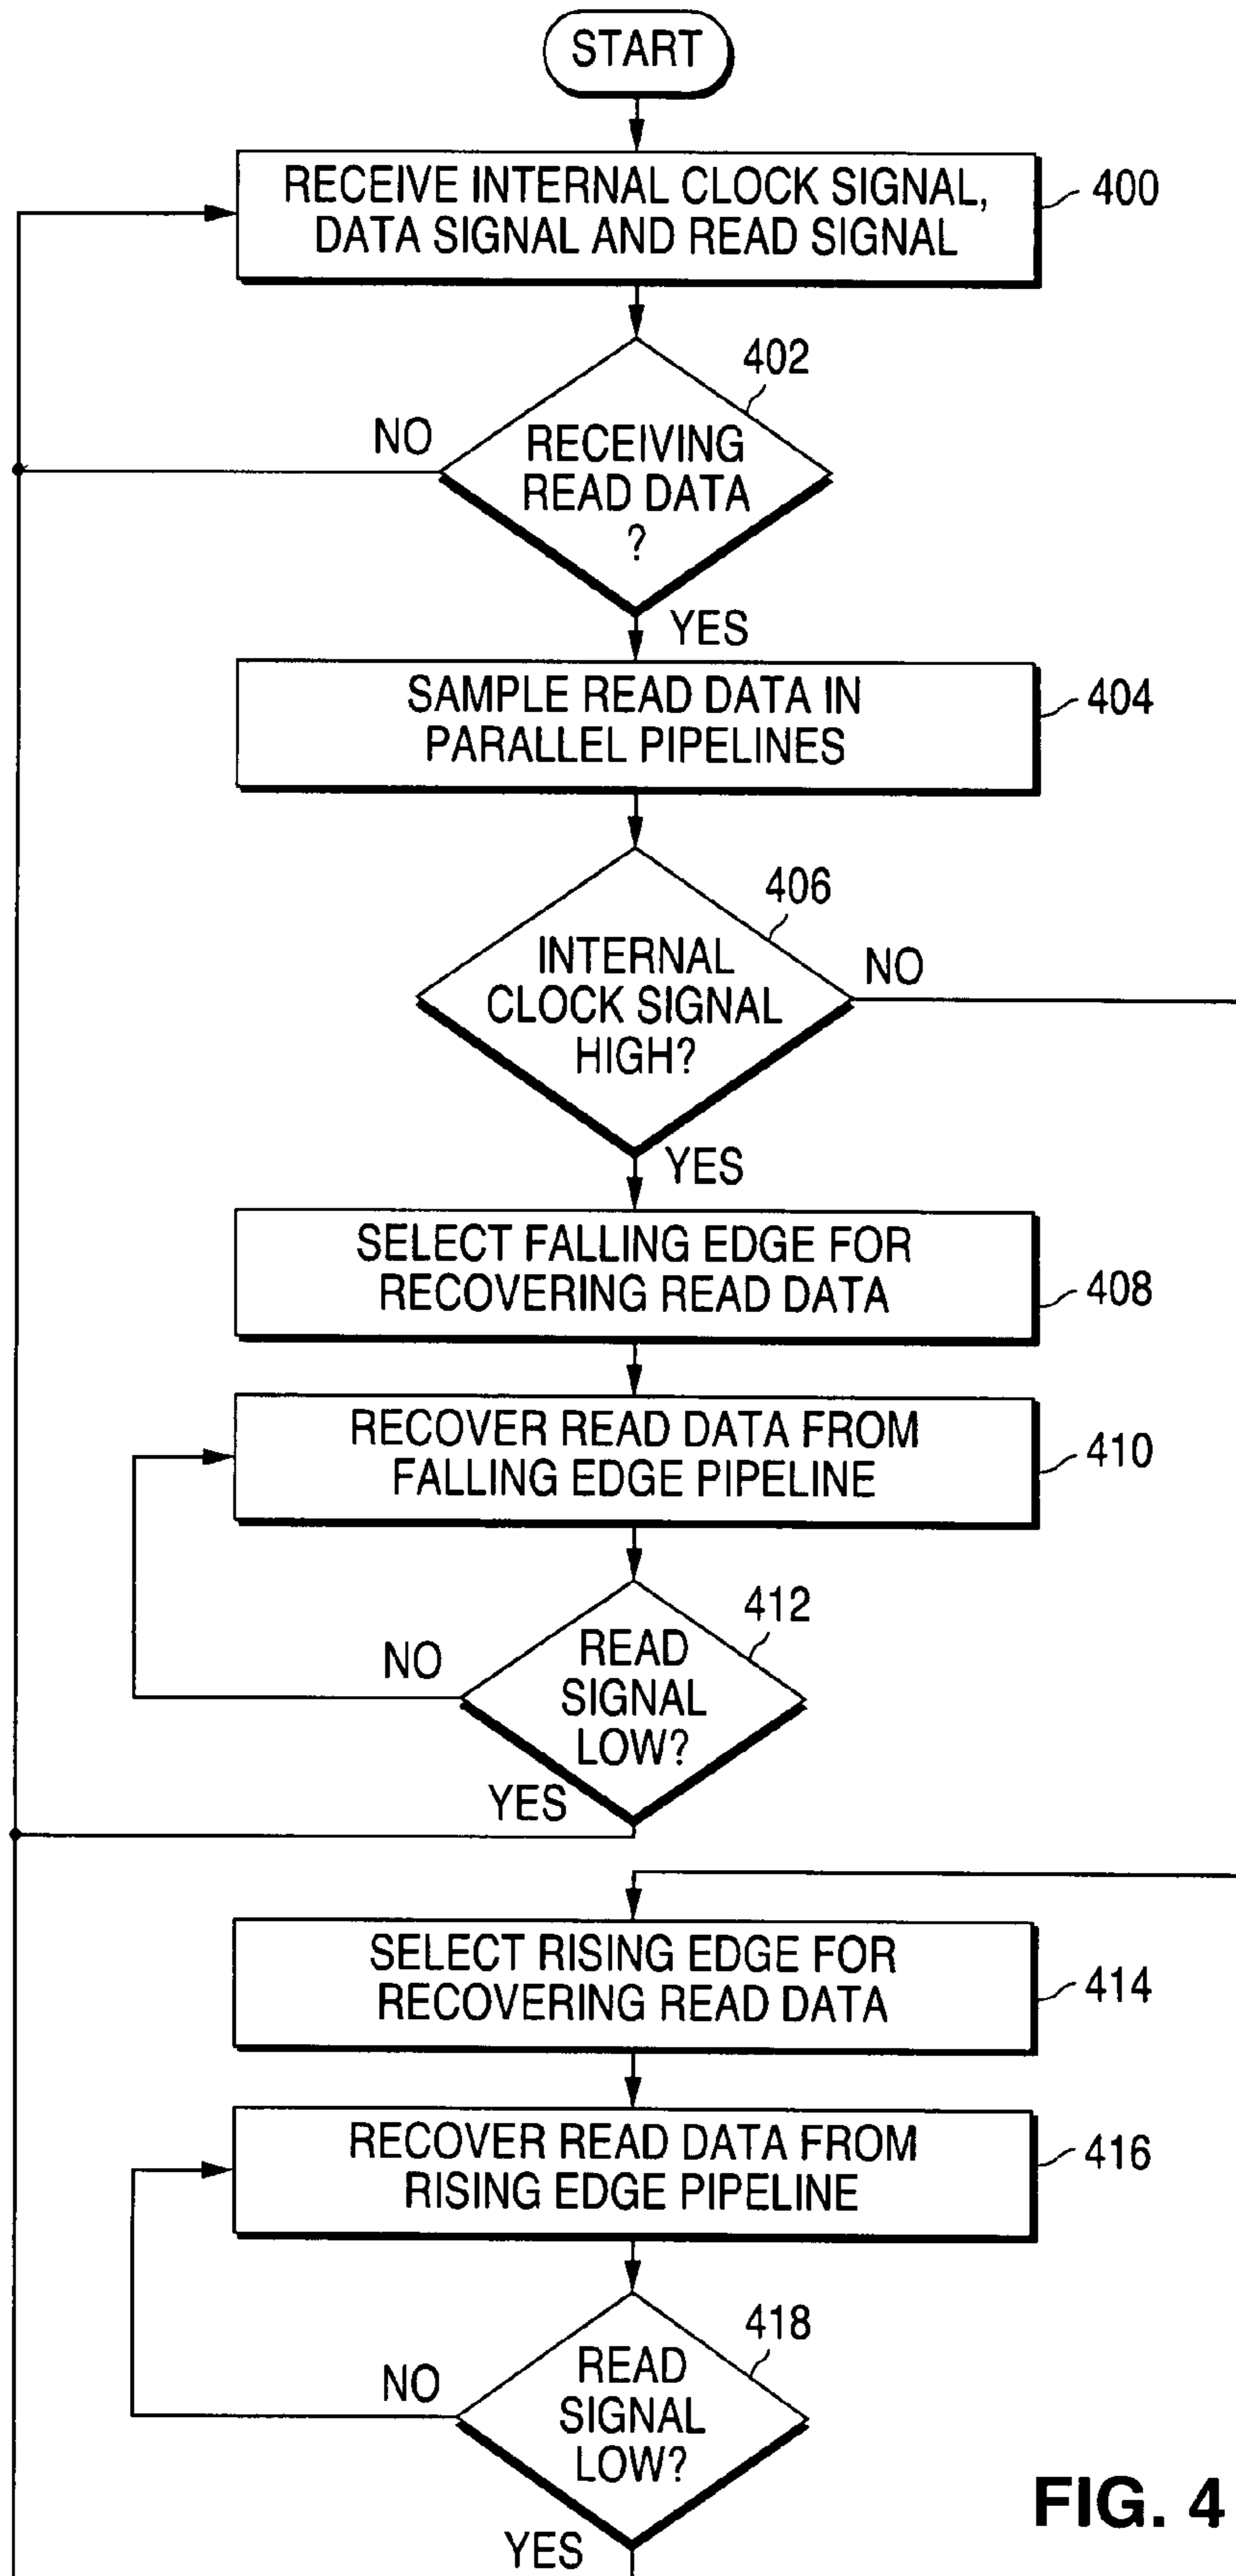 START
RECEIVE INTERNAL CLOCK SIGNAL,
DATA SIGNAL AND READ SIGNAL
400
402
NO
RECEIVING
READ DATA
?
YES
SAMPLE READ DATA IN
PARALLEL PIPELINES
404
406
INTERNAL
CLOCK SIGNAL
HIGH?
NO
YES
SELECT FALLING EDGE FOR
RECOVERING READ DATA
408
RECOVER READ DATA FROM
FALLING EDGE PIPELINE
410
412
NO
READ
SIGNAL
LOW?
YES
SELECT RISING EDGE FOR
RECOVERING READ DATA
414
RECOVER READ DATA FROM
RISING EDGE PIPELINE
416
418
NO
READ
SIGNAL
LOW?
YES
FIG. 4